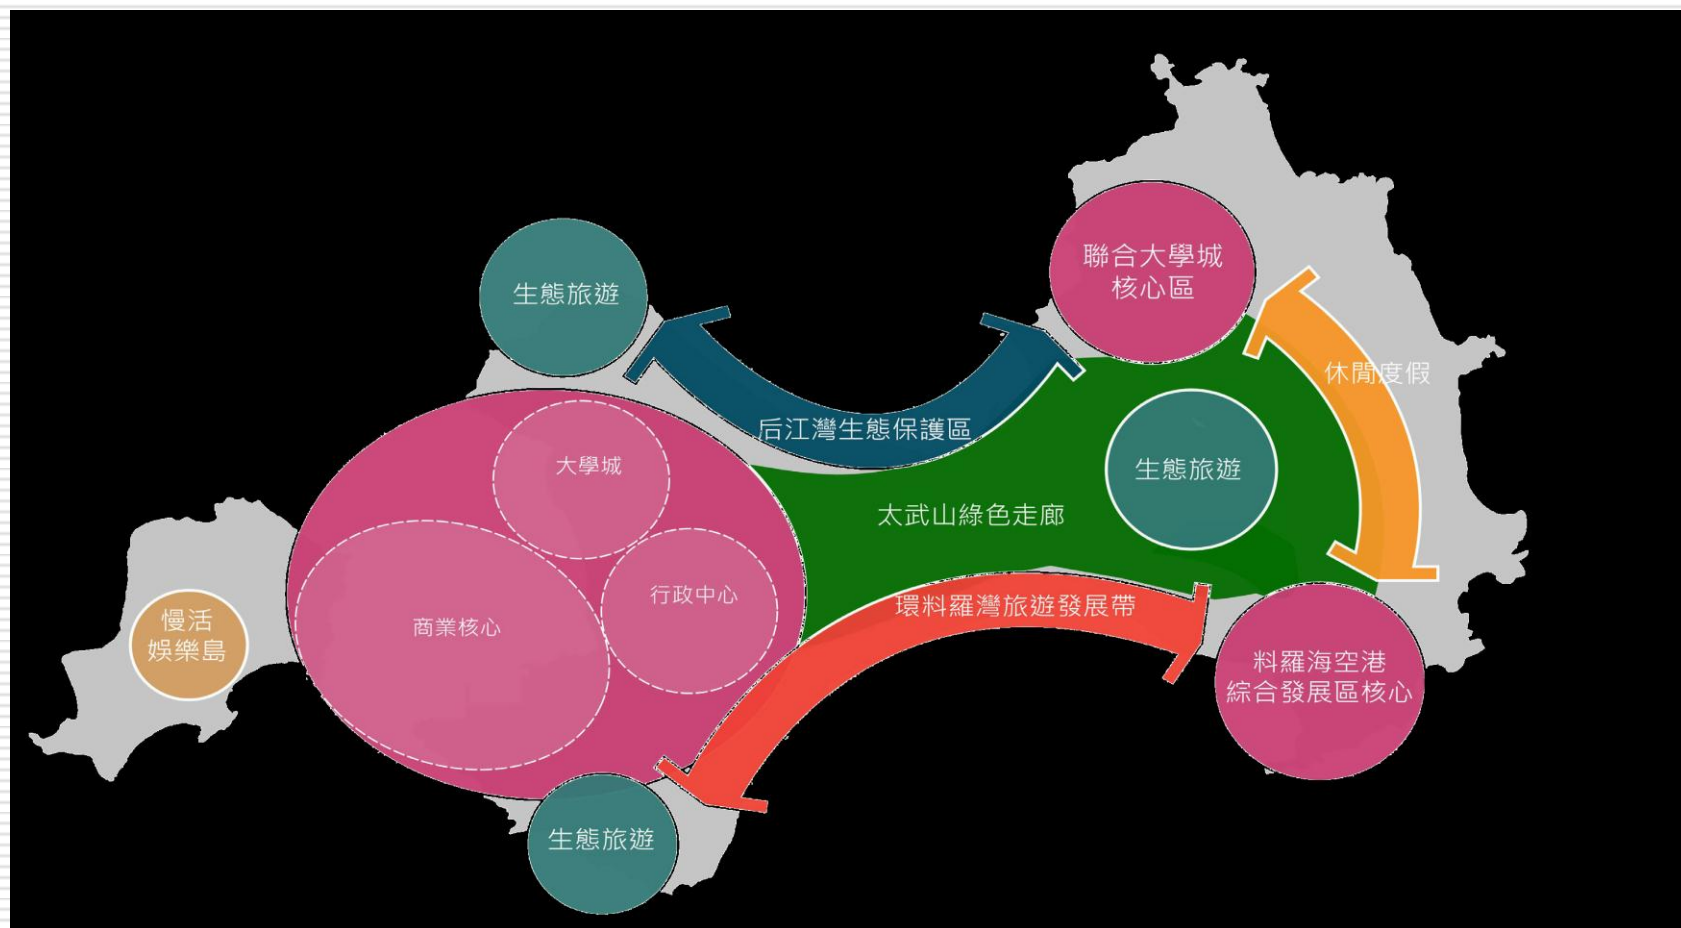 聯合大學城
核心區
生態旅遊
休閒度假
后江灣生態保護區
大學城
生態旅遊
太武山綠色走廊
行政中心
環料羅灣旅遊發展帶
商業核心
慢活
娛樂島
料羅海空港
綜合發展區核心
生態旅遊